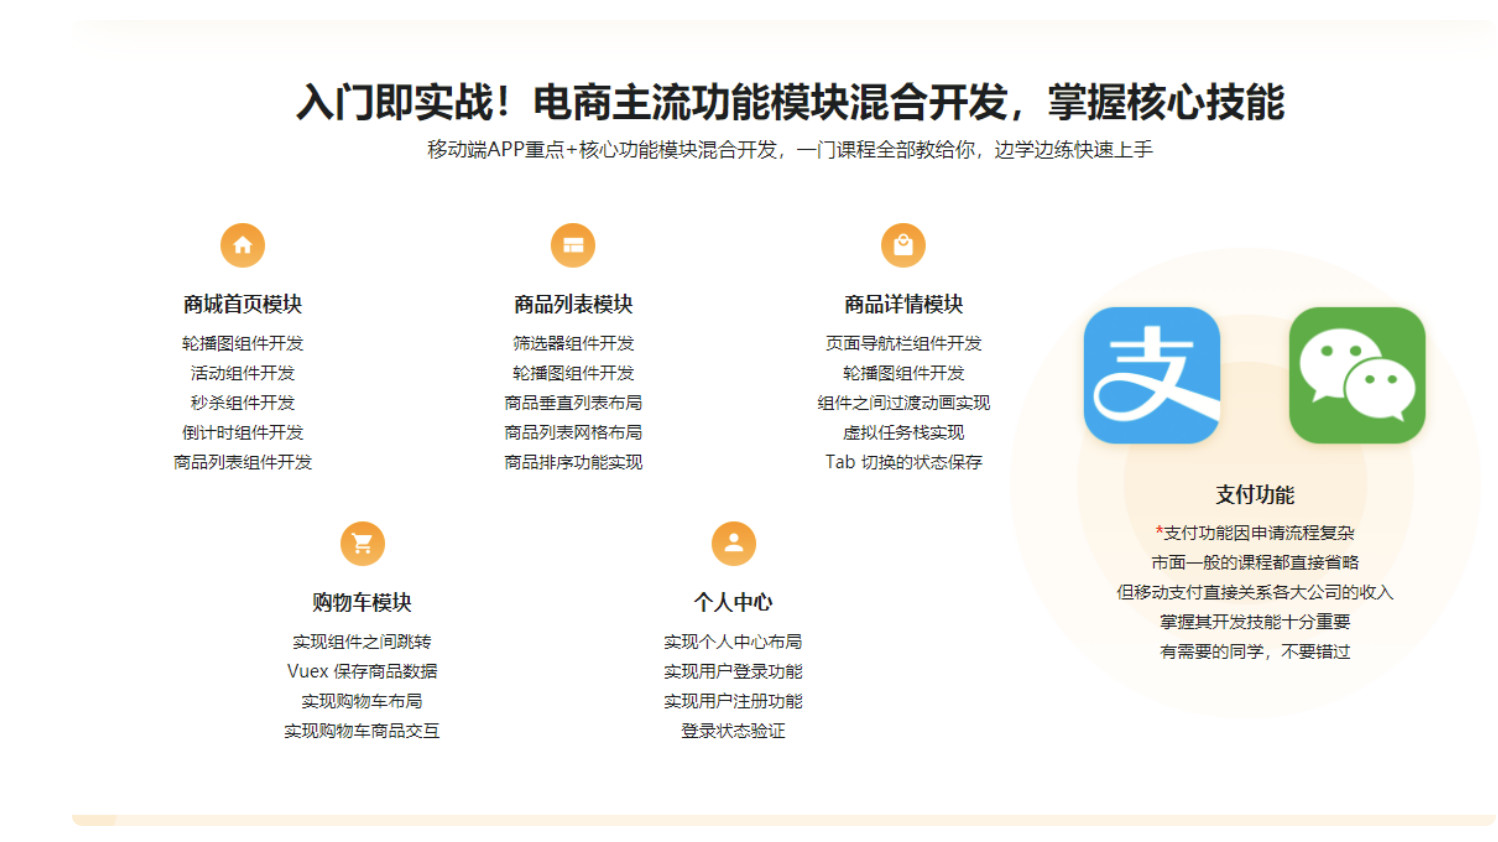 入门即实战！电商主流功能模块混合开发，掌握核心技能
移动端APP重点+核心功能模块混合开发，一门课程全部教给你，边学边练快速上手
商城首页模块
轮播图组件开发
活动组件开发
秒杀组件开发
倒计时组件开发
商品列表组件开发
商品列表模块
筛选器组件开发
轮播图组件开发
商品垂直列表布局
商品列表网格布局
商品排序功能实现
商品详情模块
页面导航栏组件开发
轮播图组件开发
组件之间过渡动画实现
虚拟任务栈实现
Tab 切换的状态保存
支
支付功能
*支付功能因申请流程复杂
市面一般的课程都直接省略
但移动支付直接关系各大公司的收入
掌握其开发技能十分重要
有需要的同学，不要错过
购物车模块
实现组件之间跳转
Vuex 保存商品数据
实现购物车布局
实现购物车商品交互
个人中心
实现个人中心布局
实现用户登录功能
实现用户注册功能
登录状态验证